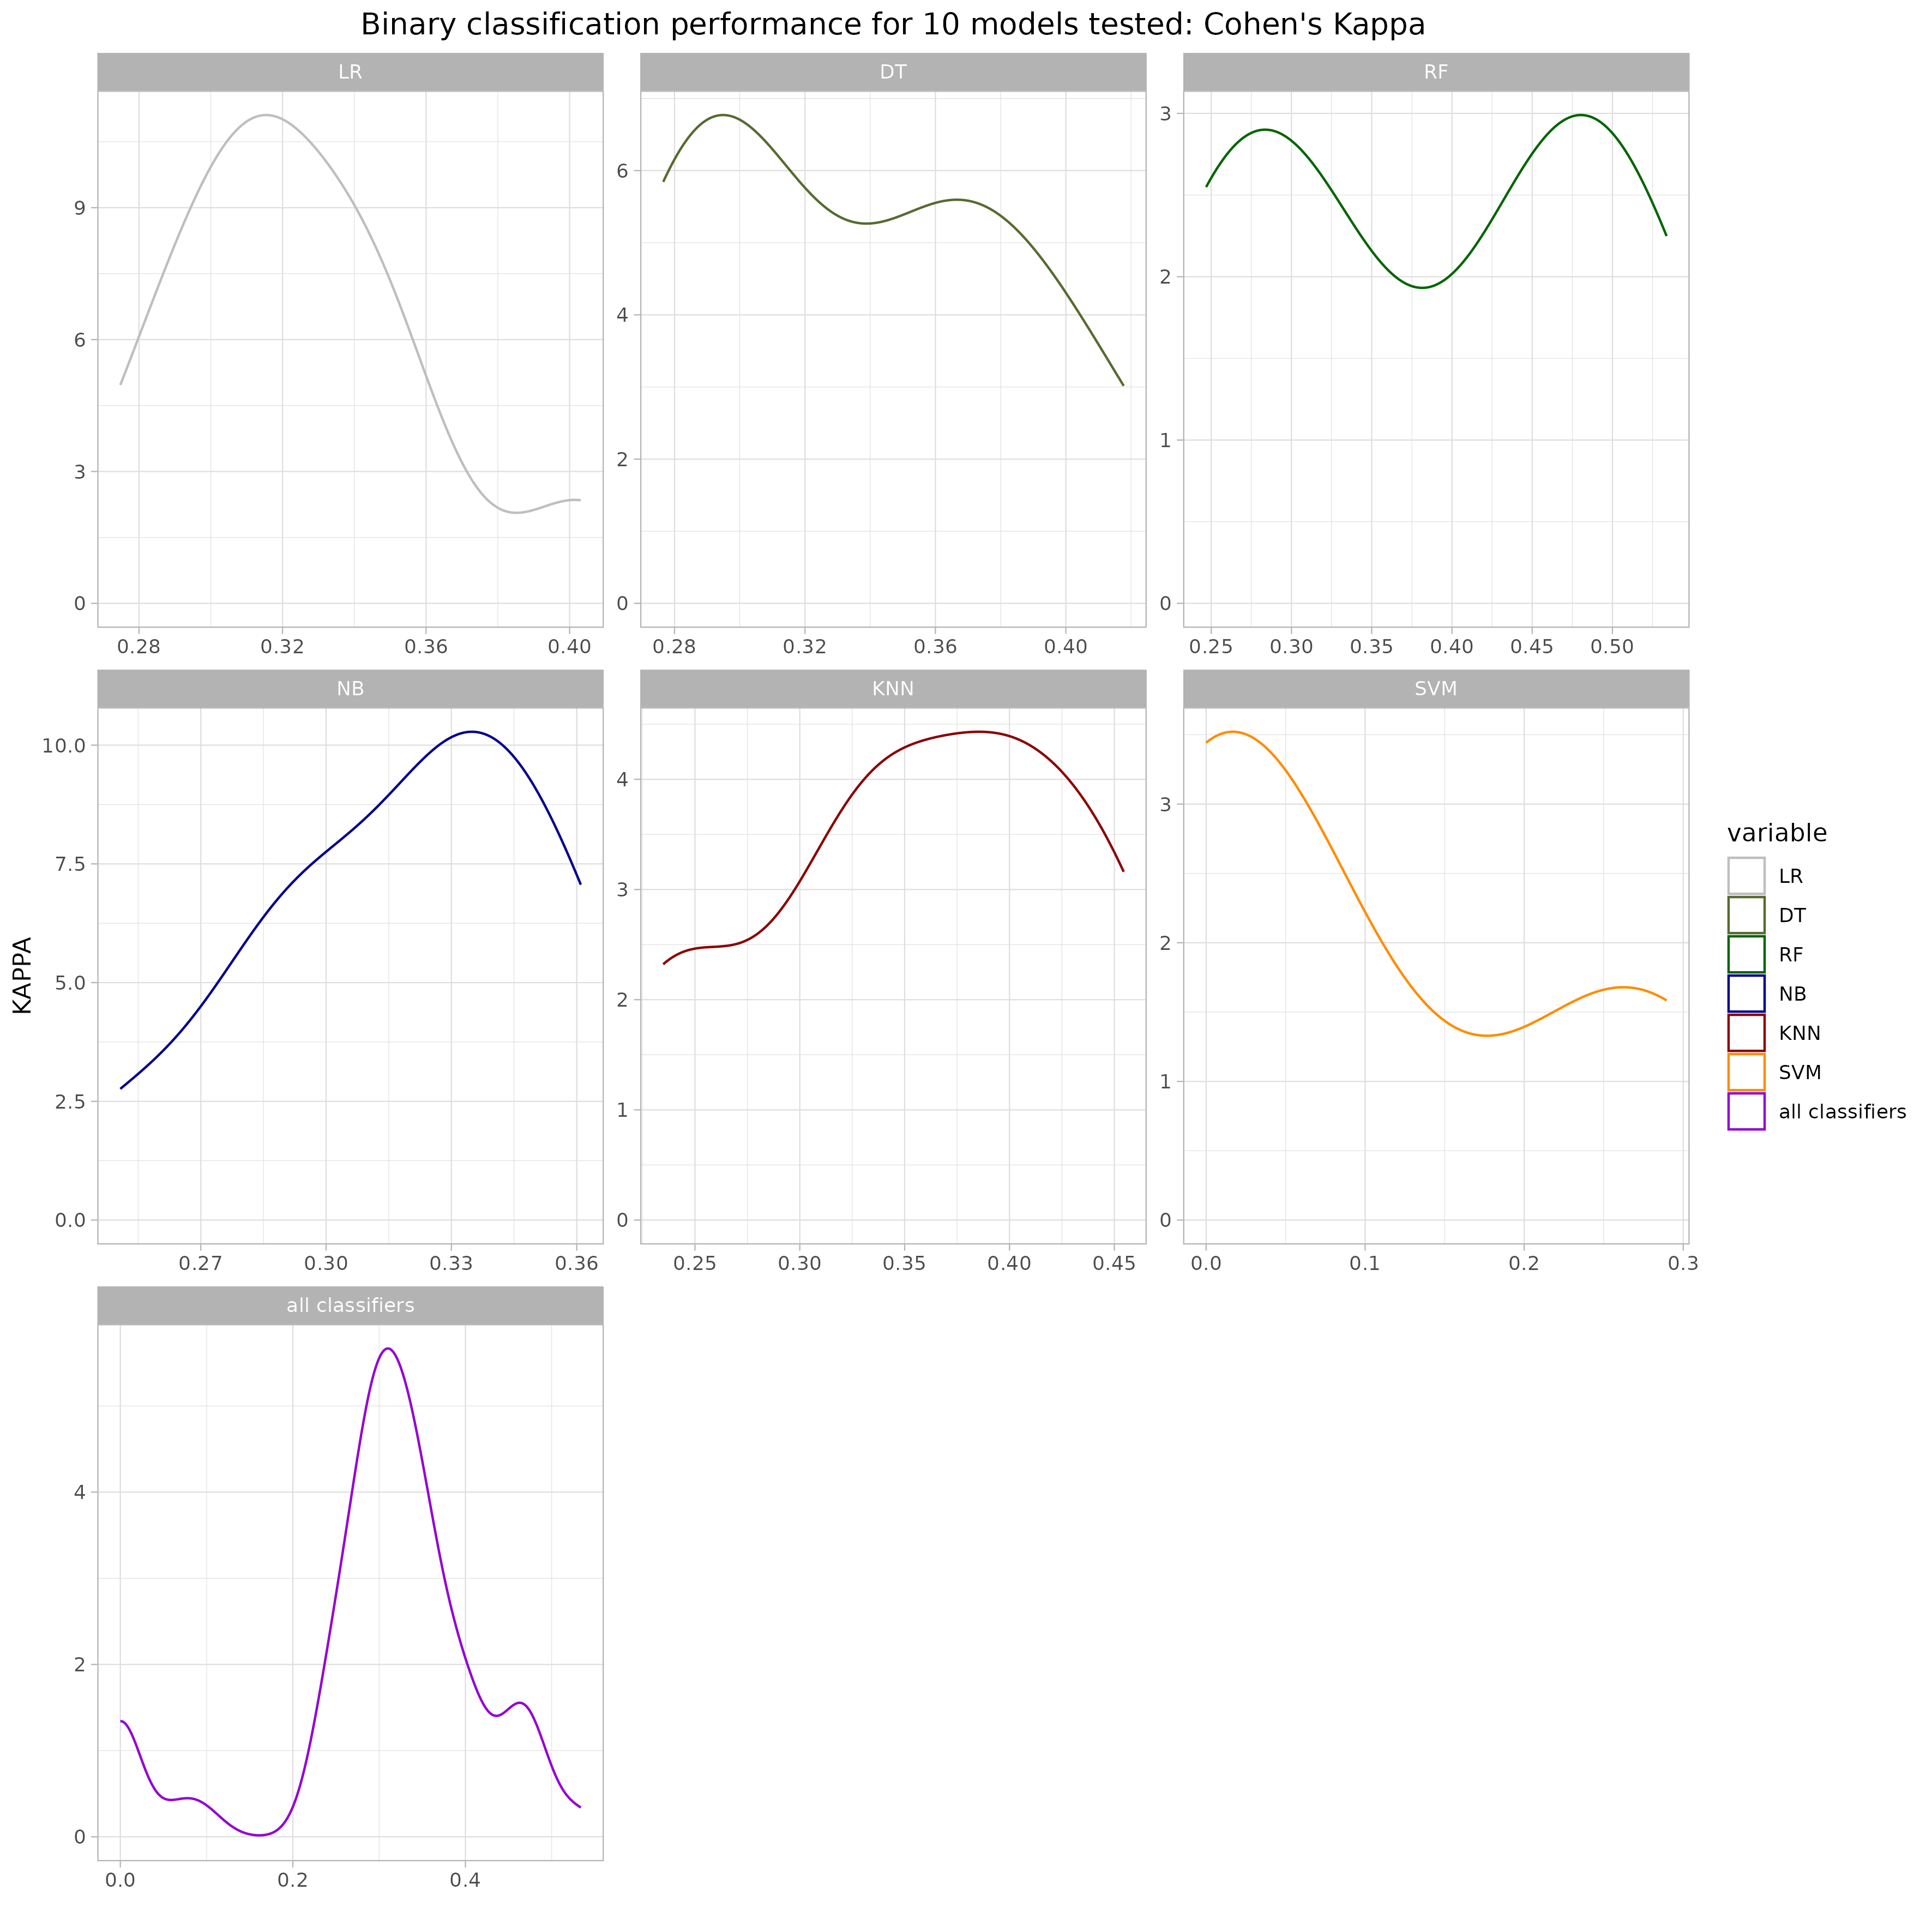 Binary classification performance for 10 models tested: Cohen's Kappa
LR DT RF
9 6 3 0
6 4 2 0
3 2 1 0
0.28 0.32 0.36 0.40
0.28 0.32 0.36 0.40
0.25 0.30 0.35 0.40 0.45 0.50
NB KNN SVM
10.0 7.5 5.0 2.5 0.0
4 3 2 1 0
3 2 1 0
0.27 0.30 0.33 0.36
0.25 0.30 0.35 0.40 0.45
0.0 0.1 0.2 0.3
KAPPA
all classifiers
4 2 0
0.0 0.2 0.4
variable
LR
DT
RF
NB
KNN
SVM
all classifiers